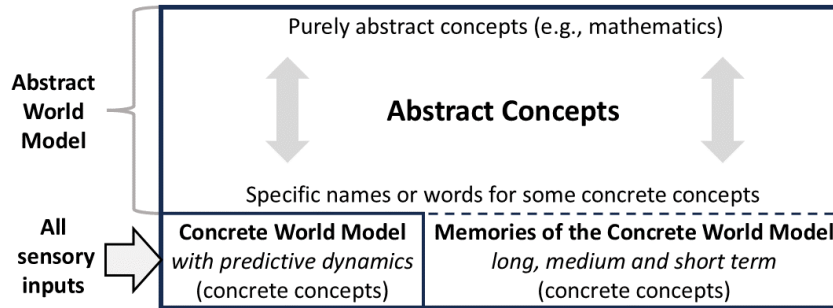 Purely abstract concepts (e.g., mathematics)
Abstract
World
Model
Abstract Concepts
Specific names or words for some concrete concepts
All
sensory
inputs
Concrete World Model
with predictive dynamics
(concrete concepts)
Memories of the Concrete World Model
long, medium and short term
(concrete concepts)